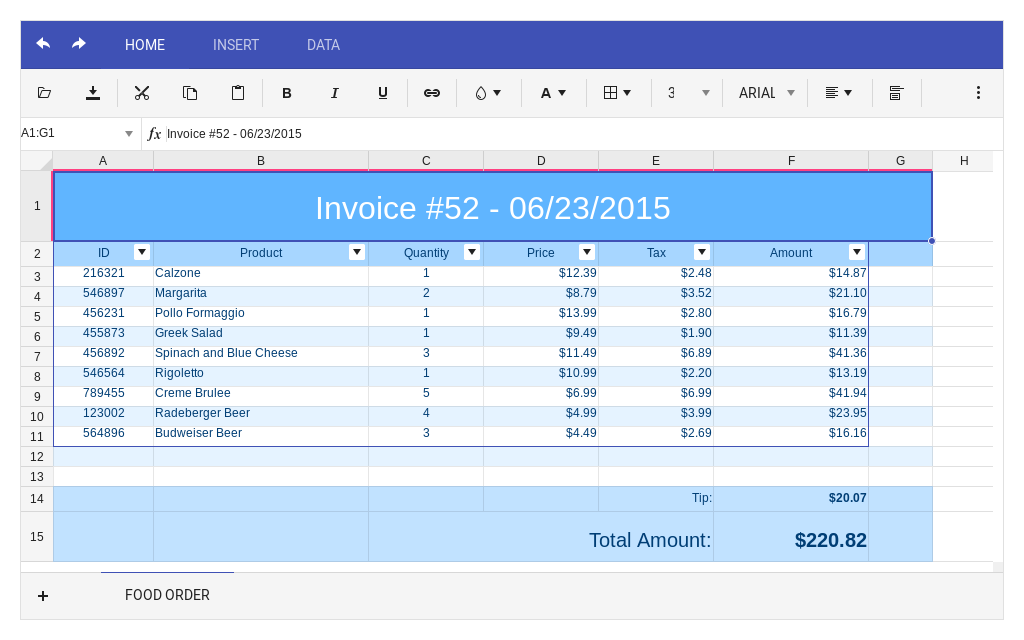 HOME INSERT DATA
B I U A 3 ARIAL
A1:G1 fx Invoice #52 - 06/23/2015
A B C D E F G H
1 Invoice #52 - 06/23/2015
2 ID Product Quantity Price Tax Amount
3 216321 Calzone 1 $12.39 $2.48 $14.87
4 546897 Margarita 2 $8.79 $3.52 $21.10
5 456231 Pollo Formaggio 1 $13.99 $2.80 $16.79
6 455873 Greek Salad 1 $9.49 $1.90 $11.39
7 456892 Spinach and Blue Cheese 3 $11.49 $6.89 $41.36
8 546564 Rigoletto 1 $10.99 $2.20 $13.19
9 789455 Creme Brulee 5 $6.99 $6.99 $41.94
10 123002 Radeberger Beer 4 $4.99 $3.99 $23.95
11 564896 Budweiser Beer 3 $4.49 $2.69 $16.16
12
13
14 Tip: $20.07
15 Total Amount: $220.82
+ FOOD ORDER